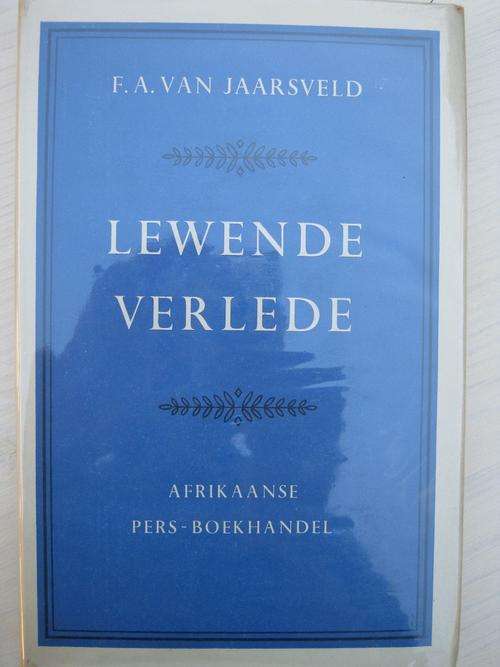 F. A. VAN JAARSVELD
LEWENDE
VERLEDE
AFRIKAANSE
PERS-BOEKHANDEL